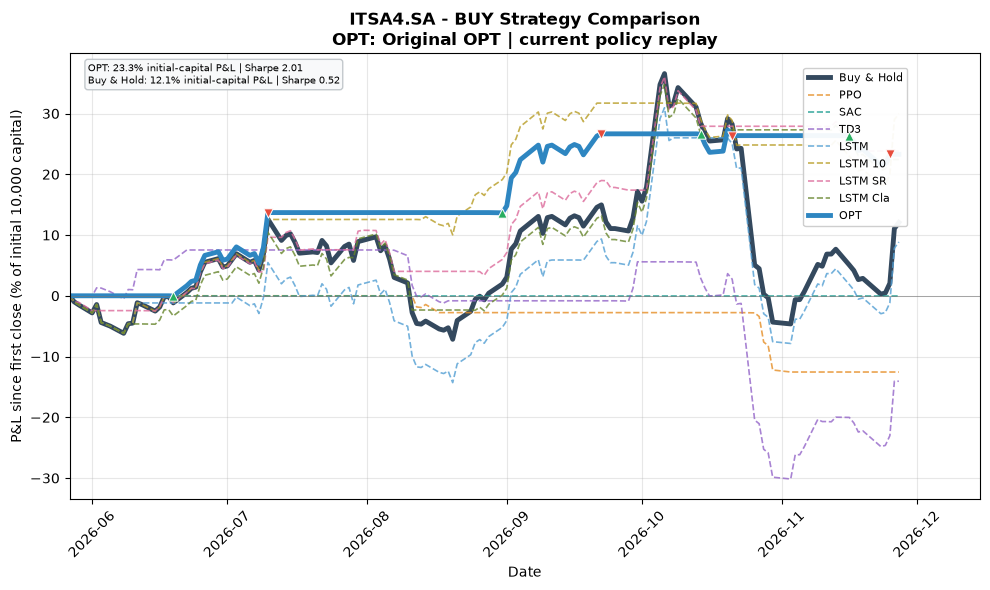 ITSA4.SA - BUY Strategy Comparison
OPT: Original OPT | current policy replay
OPT: 23.3% initial-capital P&L | Sharpe 2.01
Buy & Hold: 12.1% initial-capital P&L | Sharpe 0.52
Buy & Hold
PPO
SAC
TD3
LSTM
LSTM 10
LSTM SR
LSTM Cla
OPT
P&L since first close (% of initial 10,000 capital)
30
20
10
0
−10
−20
−30
2026-06
2026-07
2026-08
2026-09
2026-10
2026-11
2026-12
Date